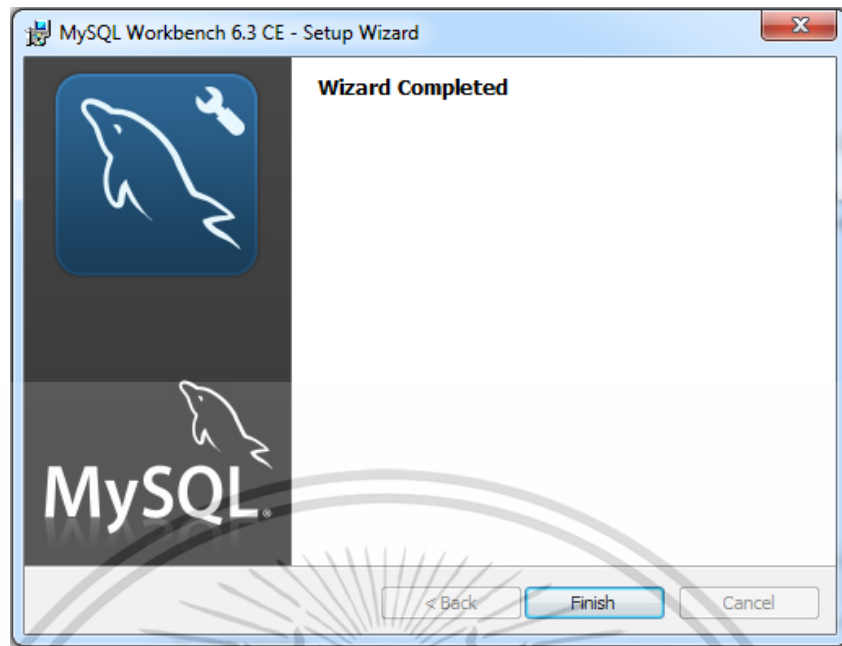 MySQL Workbench 6.3 CE - Setup Wizard
Wizard Completed
MySQL®
< Back
Finish
Cancel